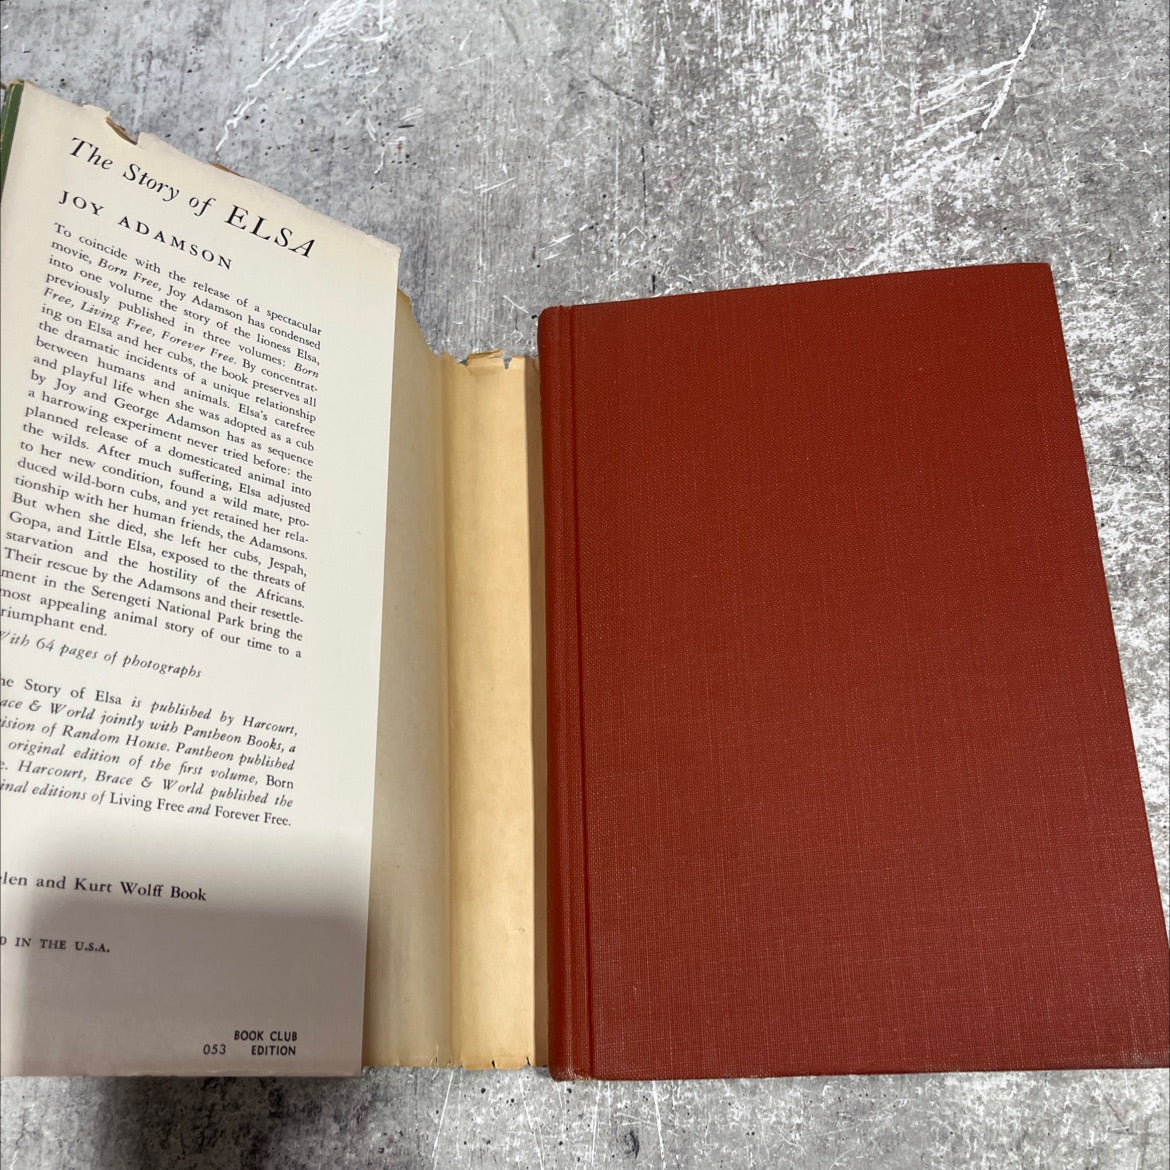 The Story of ELSA
JOY ADAMSON
To coincide with the release of a spectacular
movie, Born Free, Joy Adamson has condensed
into one volume the story of the lioness Elsa,
previously published in three volumes: Born
Free, Living Free, Forever Free. By concentrat-
ing on Elsa and her cubs, the book preserves all
the dramatic incidents of a unique relationship
between humans and animals. Elsa's carefree
and playful life when she was adopted as a cub
by Joy and George Adamson has as sequence
a harrowing experiment never tried before: the
planned release of a domesticated animal into
the wilds. After much suffering, Elsa adjusted
to her new condition, found a wild mate, pro-
duced wild-born cubs, and yet retained her rela-
tionship with her human friends, the Adamsons.
But when she died, she left her cubs, Jespah,
Gopa, and Little Elsa, exposed to the threats of
starvation and the hostility of the Africans.
Their rescue by the Adamsons and their resettle-
ment in the Serengeti National Park bring the
most appealing animal story of our time to a
riumphant end.
With 64 pages of photographs
he Story of Elsa is published by Harcourt,
ace & World jointly with Pantheon Books, a
ision of Random House. Pantheon published
original edition of the first volume, Born
e. Harcourt, Brace & World published the
inal editions of Living Free and Forever Free.
elen and Kurt Wolff Book
D IN THE U.S.A.
BOOK CLUB
053 EDITION